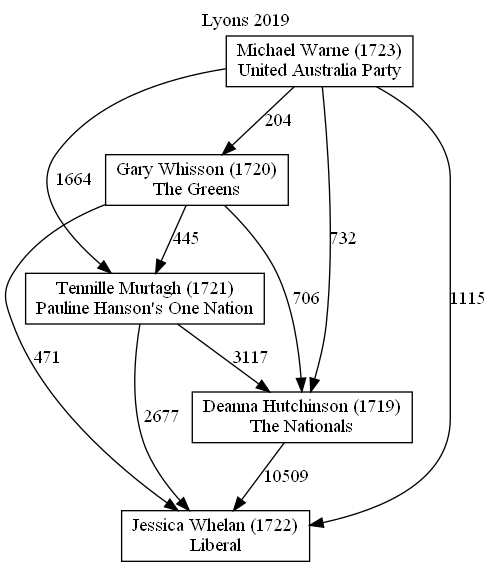 Lyons 2019
Michael Warne (1723)
United Australia Party
204
Gary Whisson (1720)
The Greens
1664
445
732
Tennille Murtagh (1721)
Pauline Hanson's One Nation
706
1115
471
3117
Deanna Hutchinson (1719)
The Nationals
2677
10509
Jessica Whelan (1722)
Liberal